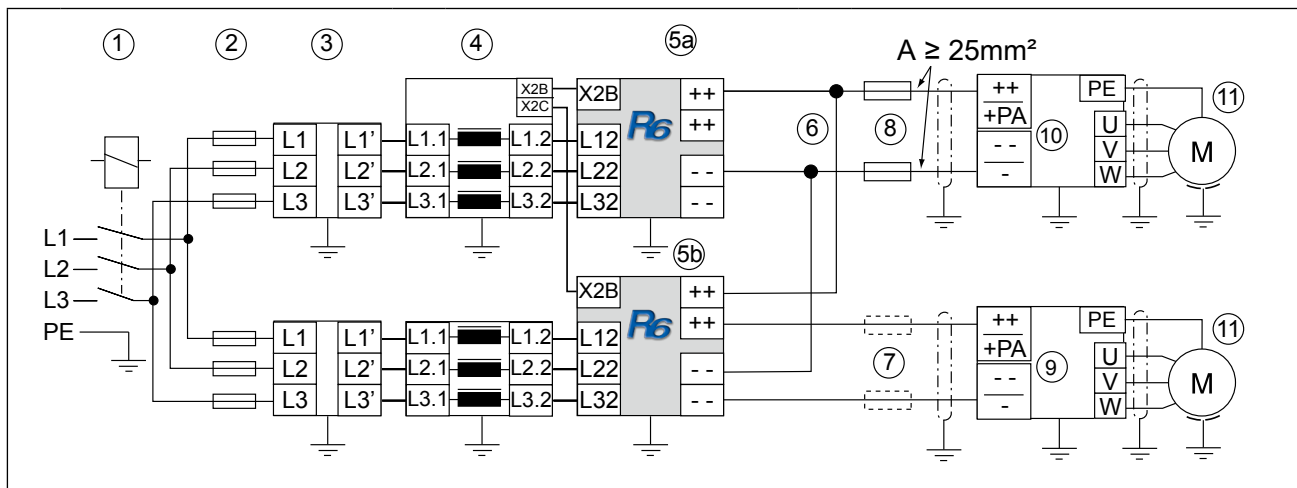 1 2 3 4 5a A ≥ 25mm² 11
X2B X2B ++ ++ PE
X2C R6 ++ 6 8 +PA 10 U
L1 L1' L1.1 L1.2 L12 - - V M
L2 L2' L2.1 L2.2 L22 - - - W
L3 L3' L3.1 L3.2 L32 - -
L1
L2 5b
L3 X2B ++ ++ PE 11
PE R6 ++ +PA U
L1 L1' L1.1 L1.2 L12 7 9 V M
L2 L2' L2.1 L2.2 L22 - - - - W
L3 L3' L3.1 L3.2 L32 - - -